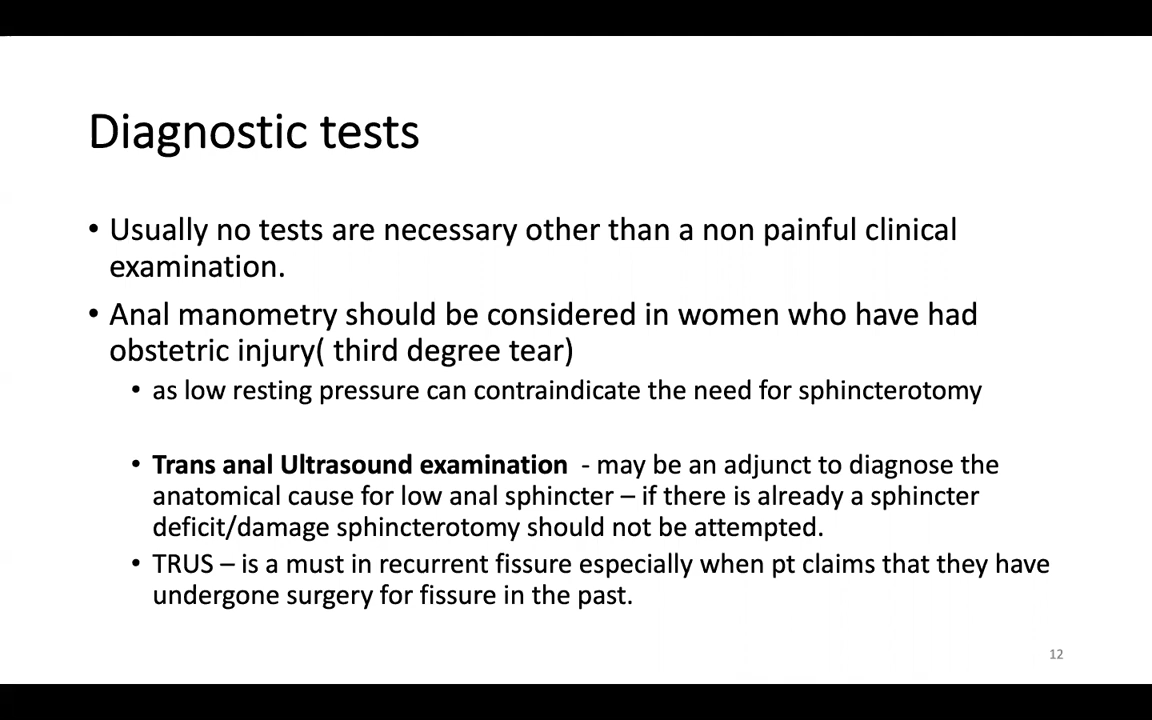 Diagnostic tests
• Usually no tests are necessary other than a non painful clinical
examination.
• Anal manometry should be considered in women who have had
obstetric injury( third degree tear)
• as low resting pressure can contraindicate the need for sphincterotomy
• Trans anal Ultrasound examination - may be an adjunct to diagnose the
anatomical cause for low anal sphincter – if there is already a sphincter
deficit/damage sphincterotomy should not be attempted.
• TRUS – is a must in recurrent fissure especially when pt claims that they have
undergone surgery for fissure in the past.
12